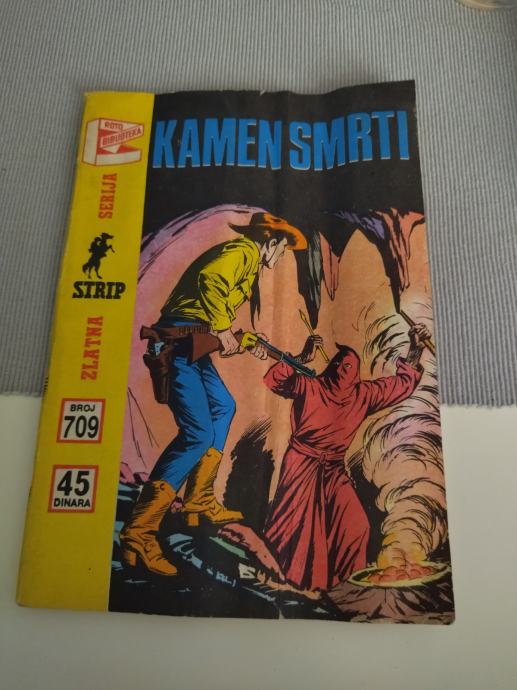 ROTO
BIBLIOTEKA
KAMEN SMRTI
ZLATNA SERIJA
STRIP
BROJ
709
45
DINARA